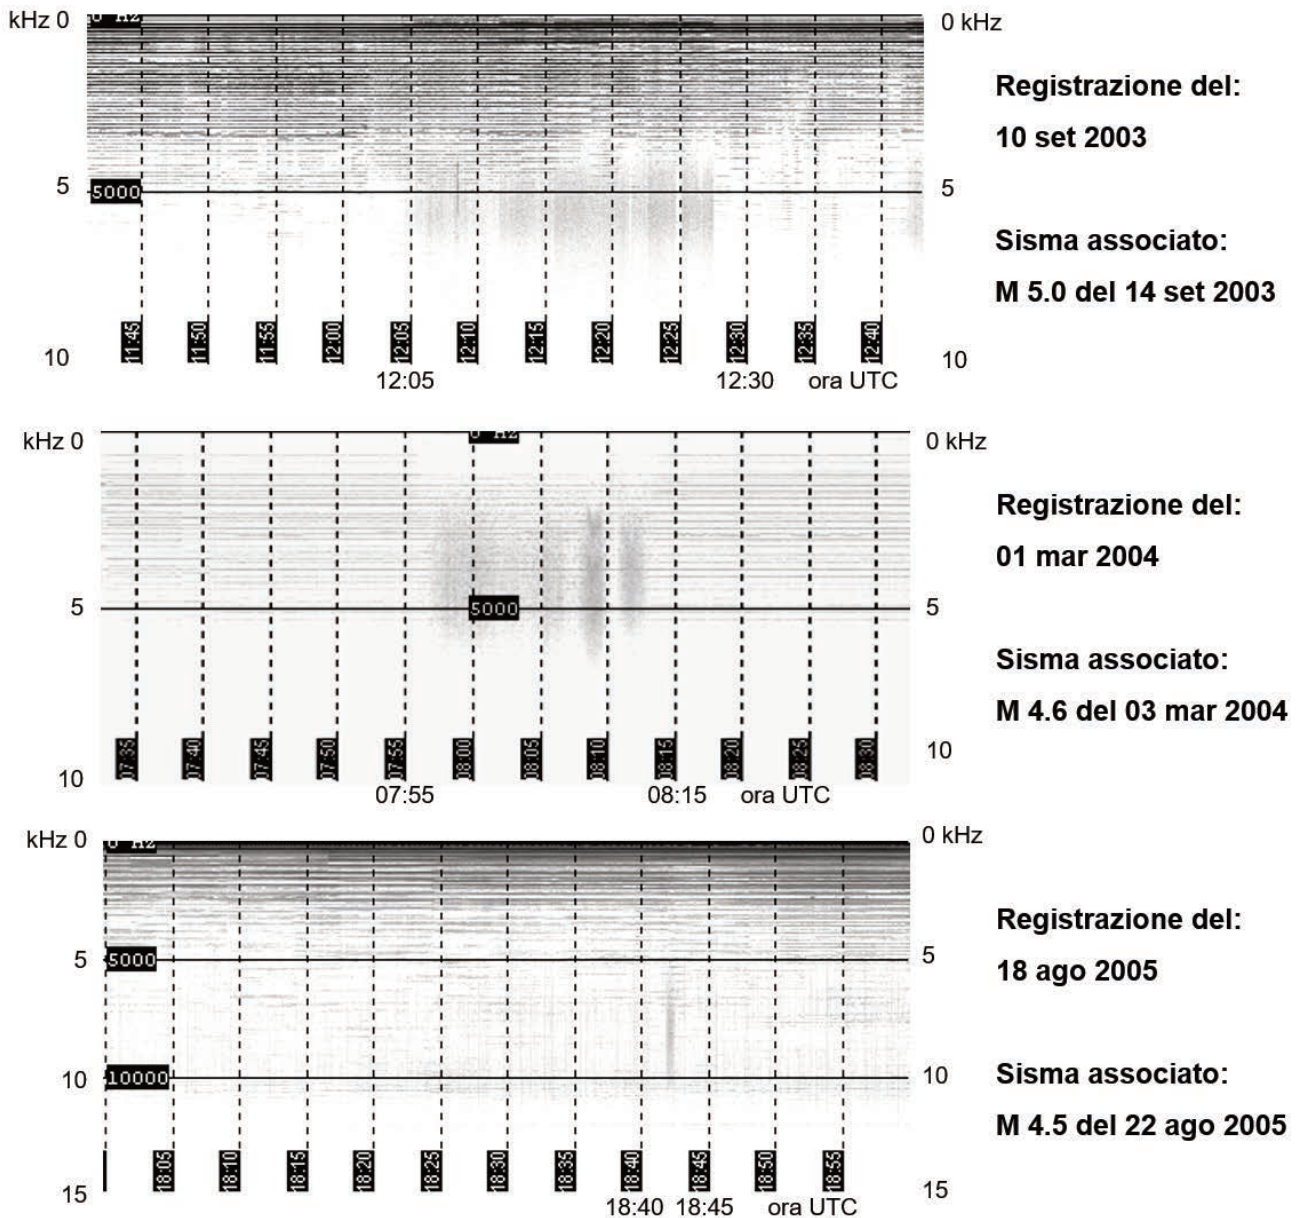 kHz 0
0 Hz
0 kHz
Registrazione del:
10 set 2003
5
5000
5
Sisma associato:
M 5.0 del 14 set 2003
11:45 11:50 11:55 12:00 12:05 12:10 12:15 12:20 12:25 12:30 12:35 12:40
10
10
12:05 12:30 ora UTC
kHz 0
0 Hz
0 kHz
Registrazione del:
01 mar 2004
5
5000
5
Sisma associato:
M 4.6 del 03 mar 2004
07:35 07:40 07:45 07:50 07:55 08:00 08:05 08:10 08:15 08:20 08:25 08:30
10
10
07:55 08:15 ora UTC
kHz 0
0 Hz
0 kHz
Registrazione del:
18 ago 2005
5
5000
5
10
10000
10
Sisma associato:
M 4.5 del 22 ago 2005
18:05 18:10 18:15 18:20 18:25 18:30 18:35 18:40 18:45 18:50 18:55
15
15
18:40 18:45 ora UTC